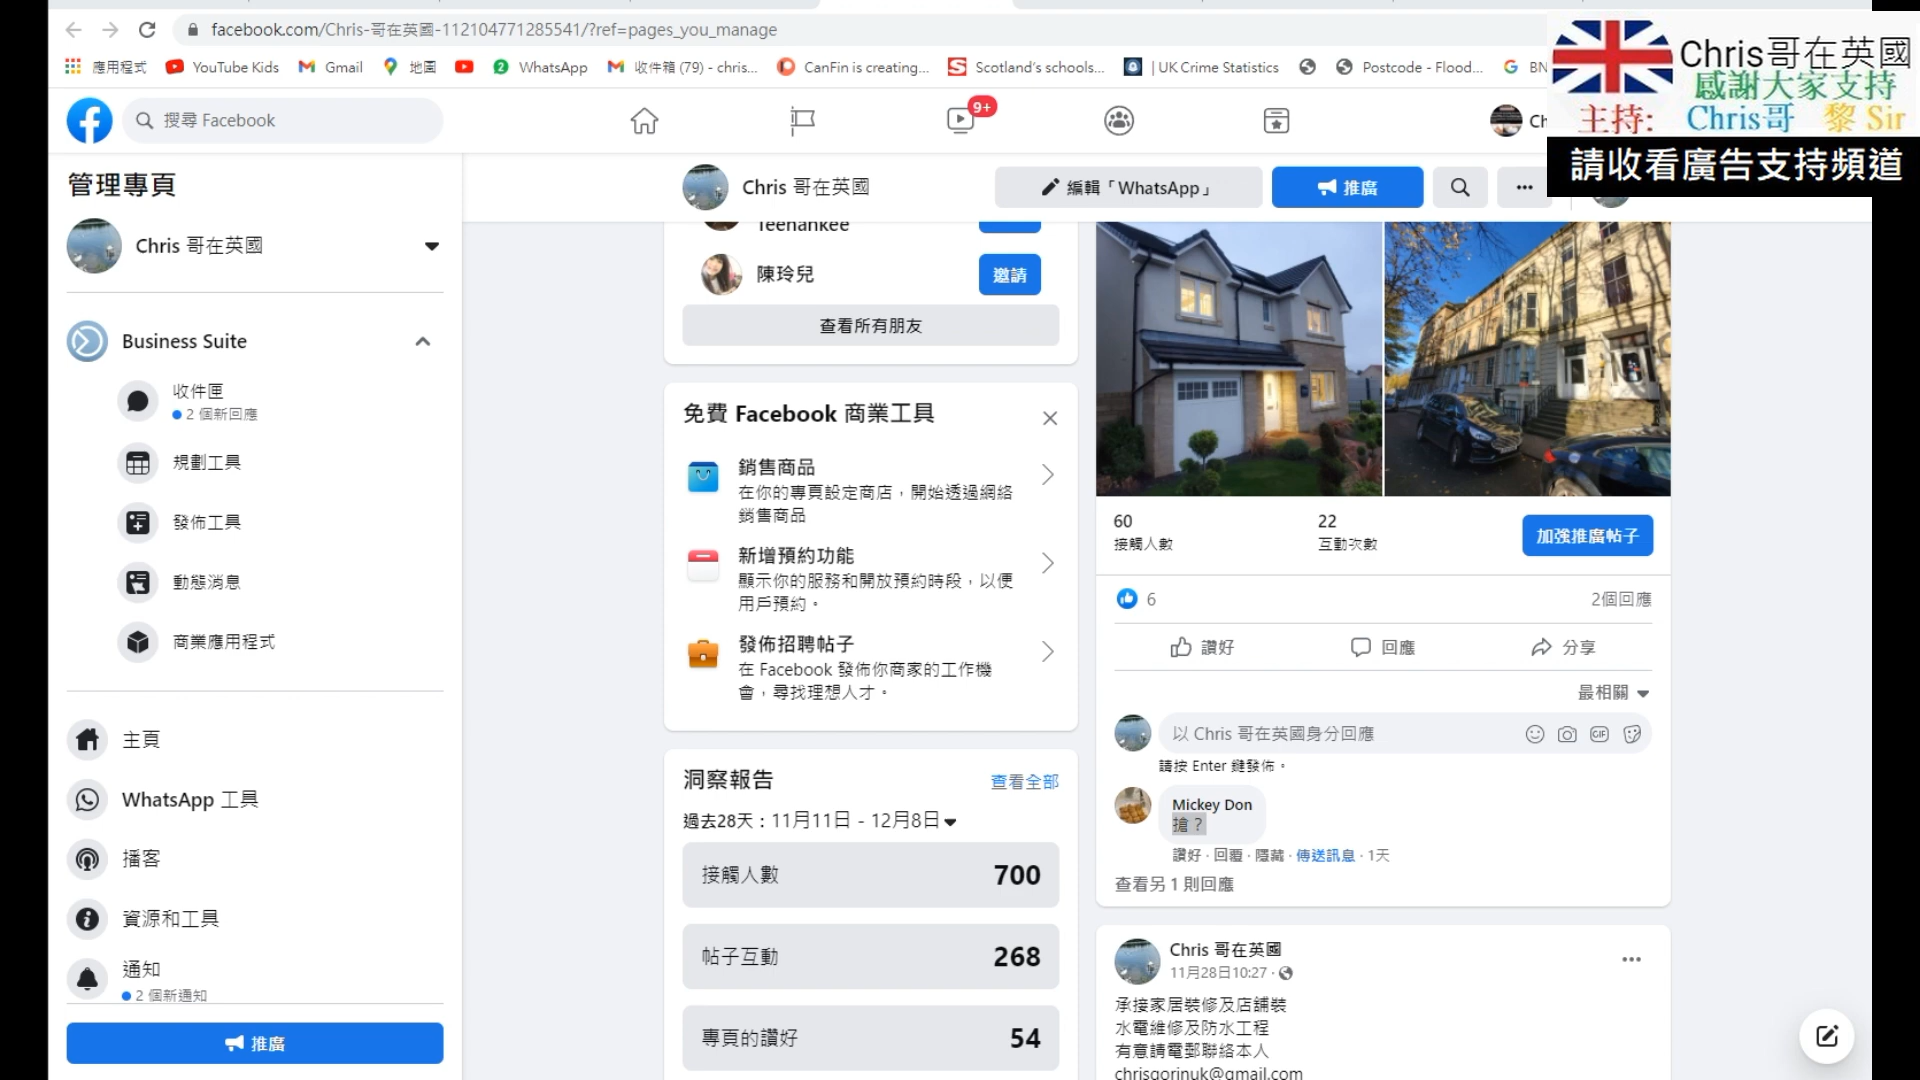 facebook.com/Chris-哥在英國-112104771285541/?ref=pages_you_manage
應用程式 YouTube Kids Gmail 地圖 2 WhatsApp 收件箱 (79) - chris... CanFin is creating... Scotland's schools... | UK Crime Statistics Postcode - Flood... BN
Chris哥在英國
感謝大家支持
主持: Chris哥 黎 Sir
請收看廣告支持頻道
搜尋 Facebook
9+
Ch
管理專頁
Chris 哥在英國
Business Suite
收件匣
2 個新回應
規劃工具
發佈工具
動態消息
商業應用程式
主頁
WhatsApp 工具
播客
資源和工具
通知
2 個新通知
推廣
Chris 哥在英國
編輯「WhatsApp」
推廣
Teenankee
陳玲兒
邀請
查看所有朋友
免費 Facebook 商業工具
銷售商品
在你的專頁設定商店，開始透過網絡
銷售商品
新增預約功能
顯示你的服務和開放預約時段，以便
用戶預約。
發佈招聘帖子
在 Facebook 發佈你商家的工作機
會，尋找理想人才。
洞察報告
查看全部
過去28天：11月11日 - 12月8日
接觸人數 700
帖子互動 268
專頁的讚好 54
60
接觸人數
22
互動次數
加強推廣帖子
6
2個回應
讚好
回應
分享
最相關
以 Chris 哥在英國身分回應
GIF
請按 Enter 鍵發佈。
Mickey Don
搶？
讚好 · 回覆 · 隱藏 · 傳送訊息 · 1天
查看另 1 則回應
Chris 哥在英國
11月28日10:27 ·
承接家居裝修及店舖裝
水電維修及防水工程
有意請電郵聯絡本人
chrisgorinuk@gmail.com